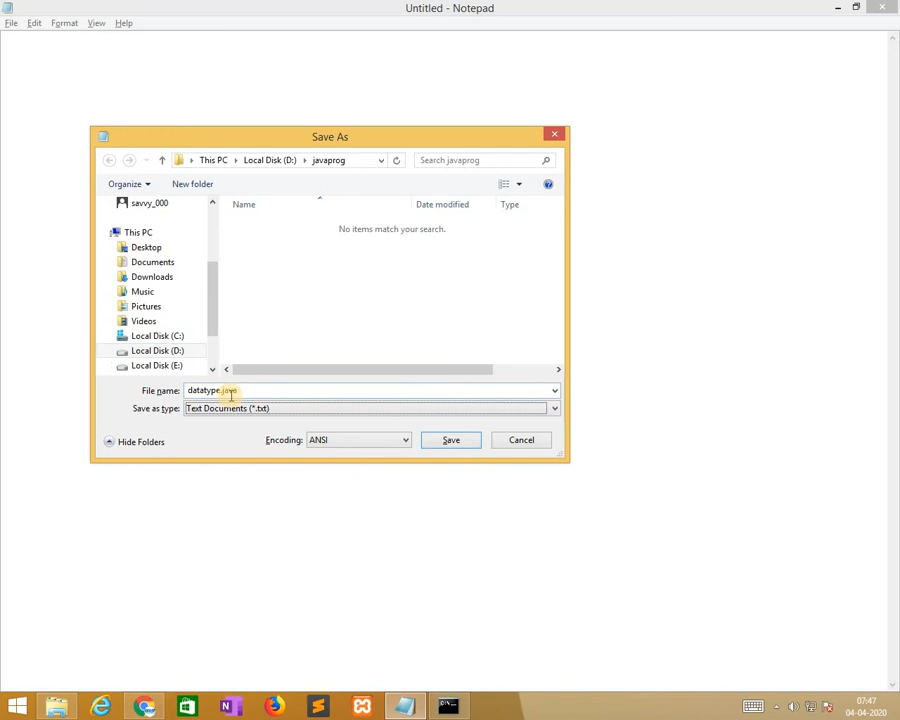 Untitled - Notepad
File Edit Format View Help
Save As
This PC Local Disk (D:) javaprog
Search javaprog
Organize New folder
savvy_000
This PC
Desktop
Documents
Downloads
Music
Pictures
Videos
Local Disk (C:)
Local Disk (D:)
Local Disk (E:)
Name Date modified Type
No items match your search.
File name: datatype.java
Save as type: Text Documents (*.txt)
Hide Folders
Encoding: ANSI
Save
Cancel
07:47
04-04-2020